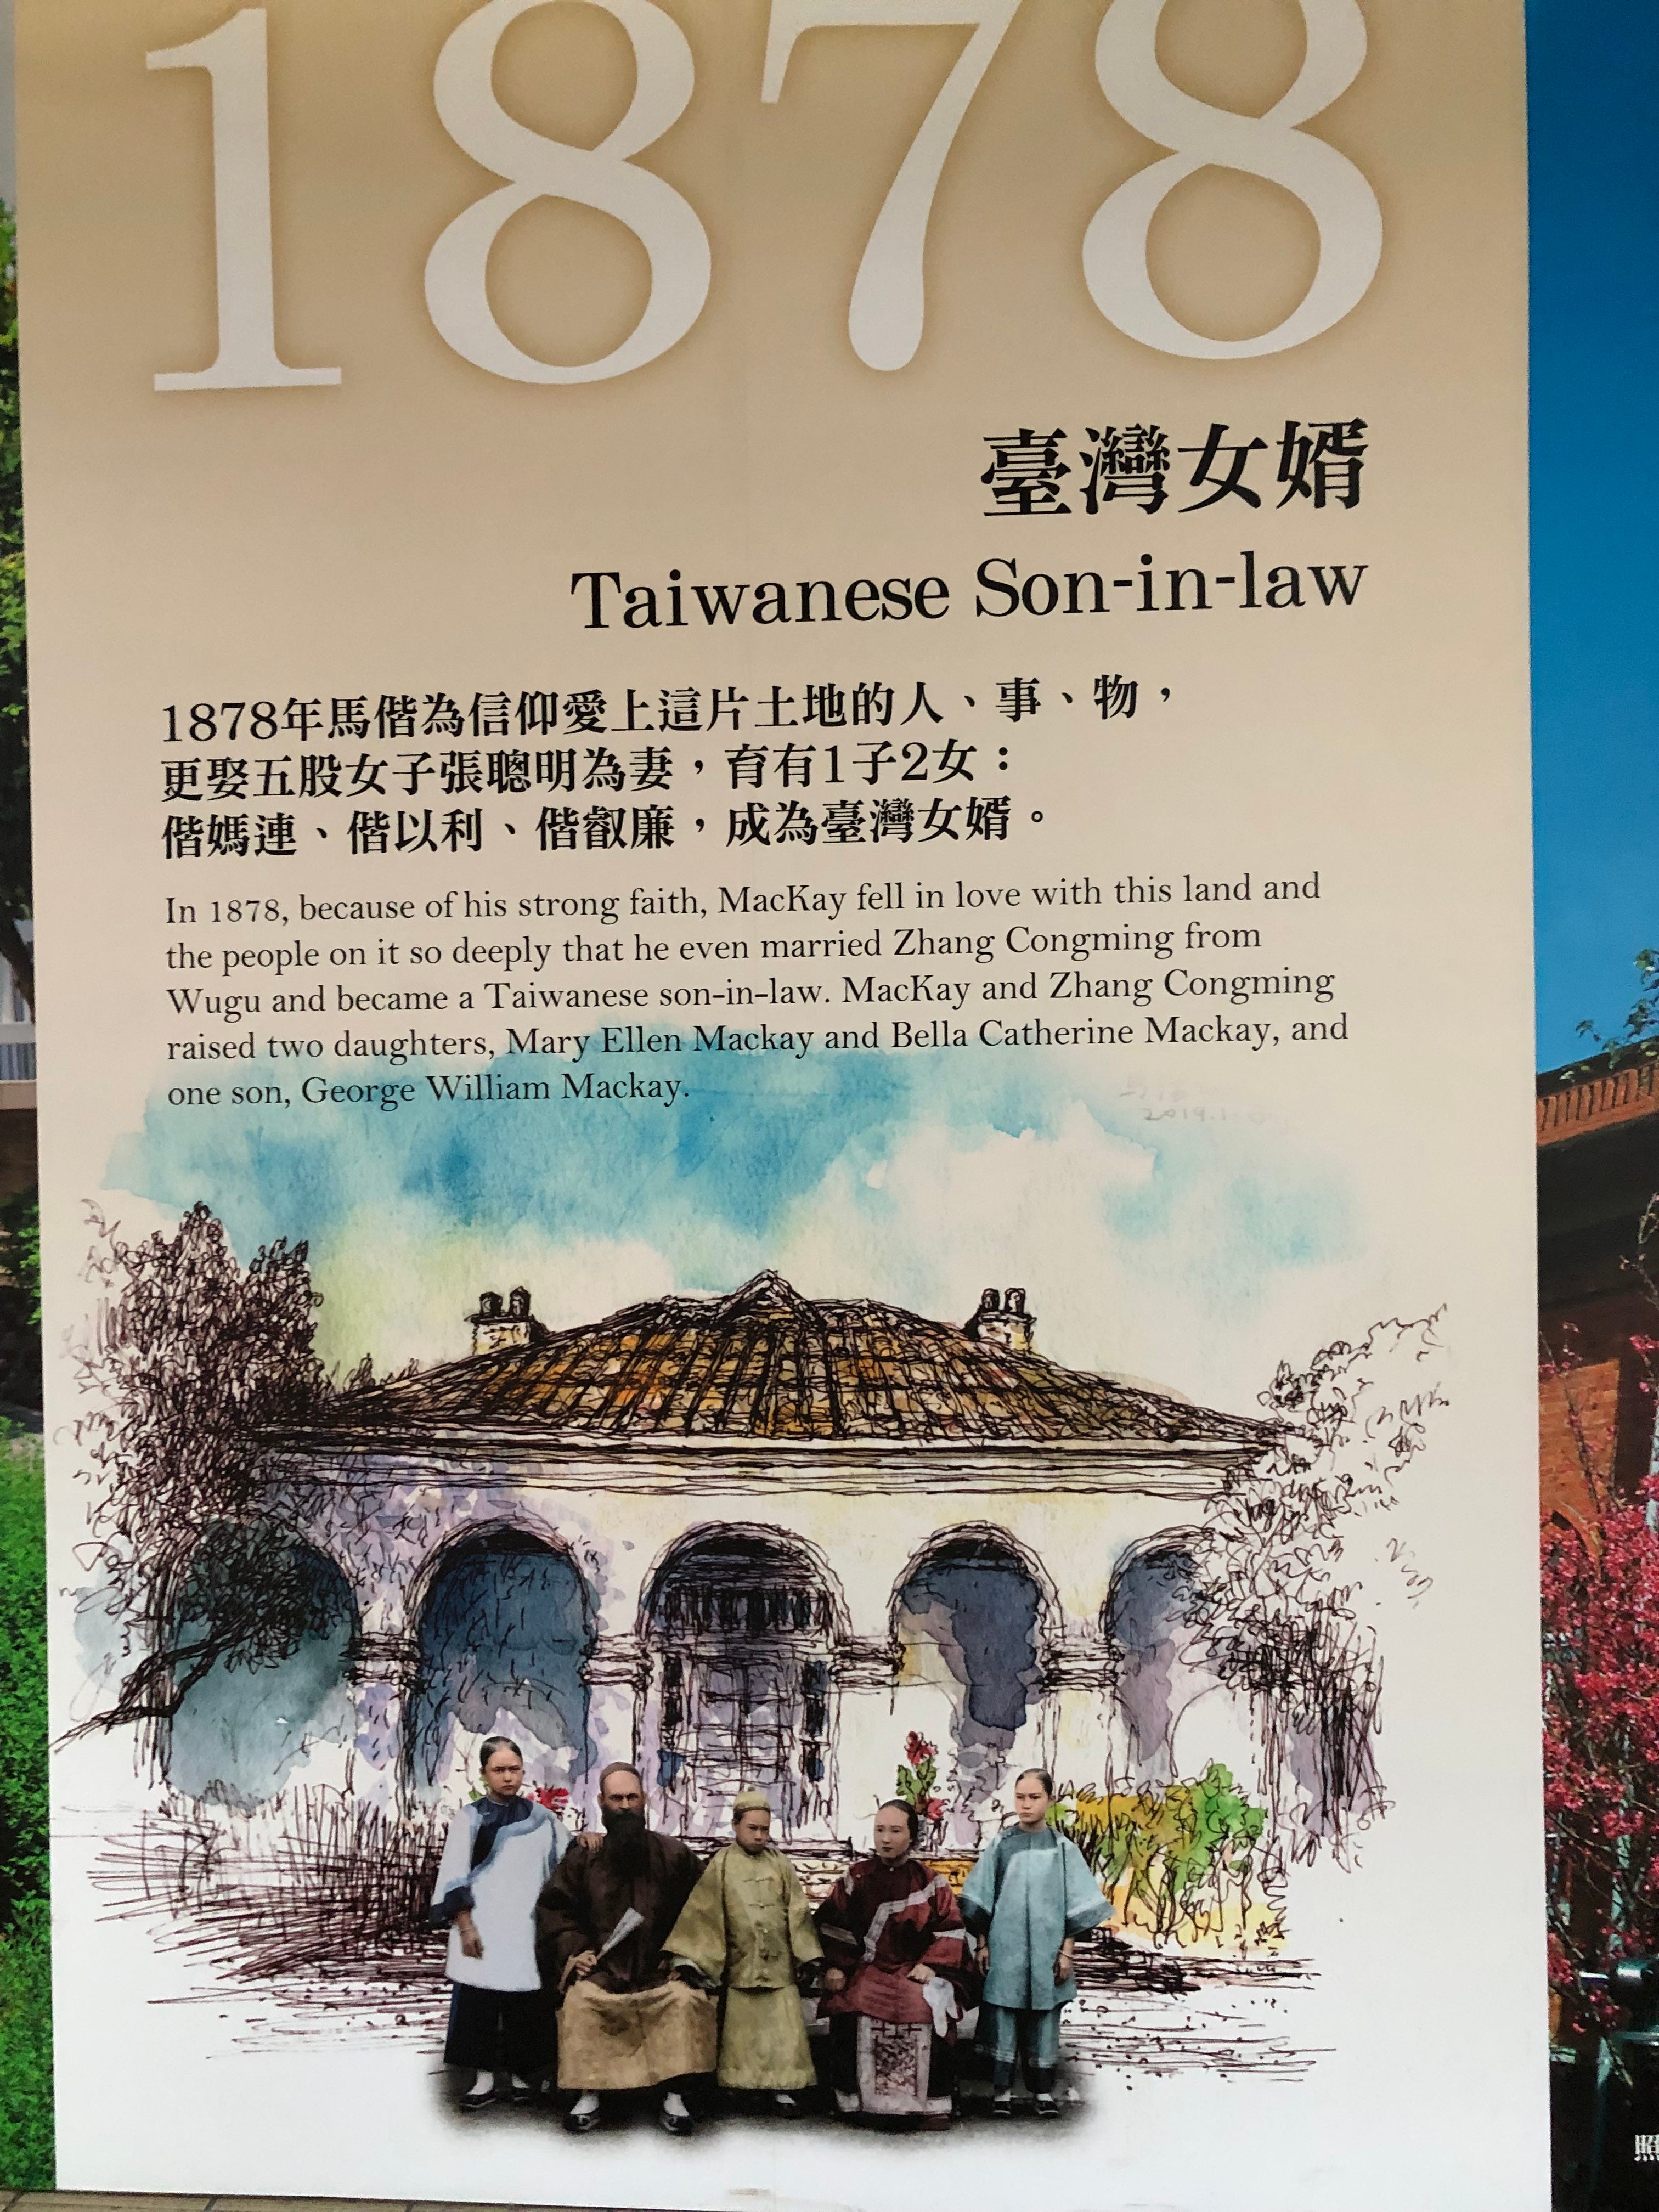 1878
臺灣女婿
Taiwanese Son-in-law
1878年馬偕為信仰愛上這片土地的人、事、物，
更娶五股女子張聰明為妻，育有1子2女：
偕媽連、偕以利、偕叡廉，成為臺灣女婿。
In 1878, because of his strong faith, MacKay fell in love with this land and
the people on it so deeply that he even married Zhang Congming from
Wugu and became a Taiwanese son-in-law. MacKay and Zhang Congming
raised two daughters, Mary Ellen Mackay and Bella Catherine Mackay, and
one son, George William Mackay.
照